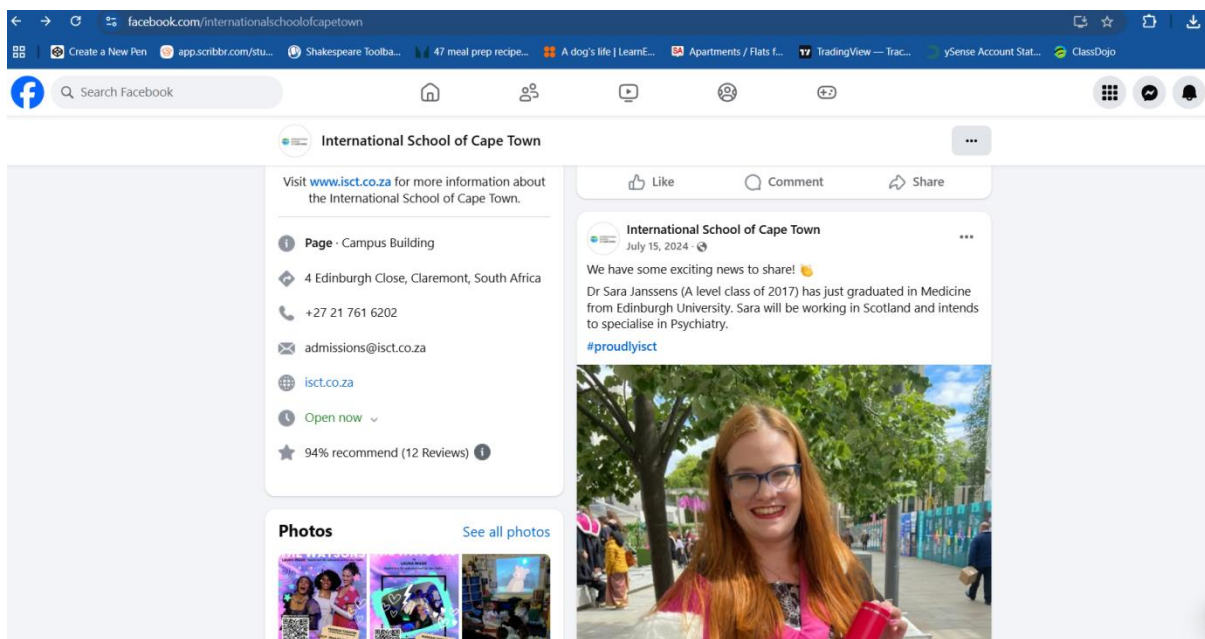 facebook.com/internationalschoolofcapetown
Create a New Pen
app.scribbr.com/stu...
Shakespeare Toolba...
47 meal prep recipe...
A dog's life | LearnE...
SA
Apartments / Flats f...
17
TradingView — Trac...
ySense Account Stat...
ClassDojo
Search Facebook
International School of Cape Town
Visit www.isct.co.za for more information about
the International School of Cape Town.
Page · Campus Building
4 Edinburgh Close, Claremont, South Africa
+27 21 761 6202
admissions@isct.co.za
isct.co.za
Open now
94% recommend (12 Reviews)
Photos
See all photos
LAURA WADE
LAURA WADE
Like
Comment
Share
International School of Cape Town
July 15, 2024 ·
We have some exciting news to share! 👏
Dr Sara Janssens (A level class of 2017) has just graduated in Medicine
from Edinburgh University. Sara will be working in Scotland and intends
to specialise in Psychiatry.
#proudlyisct